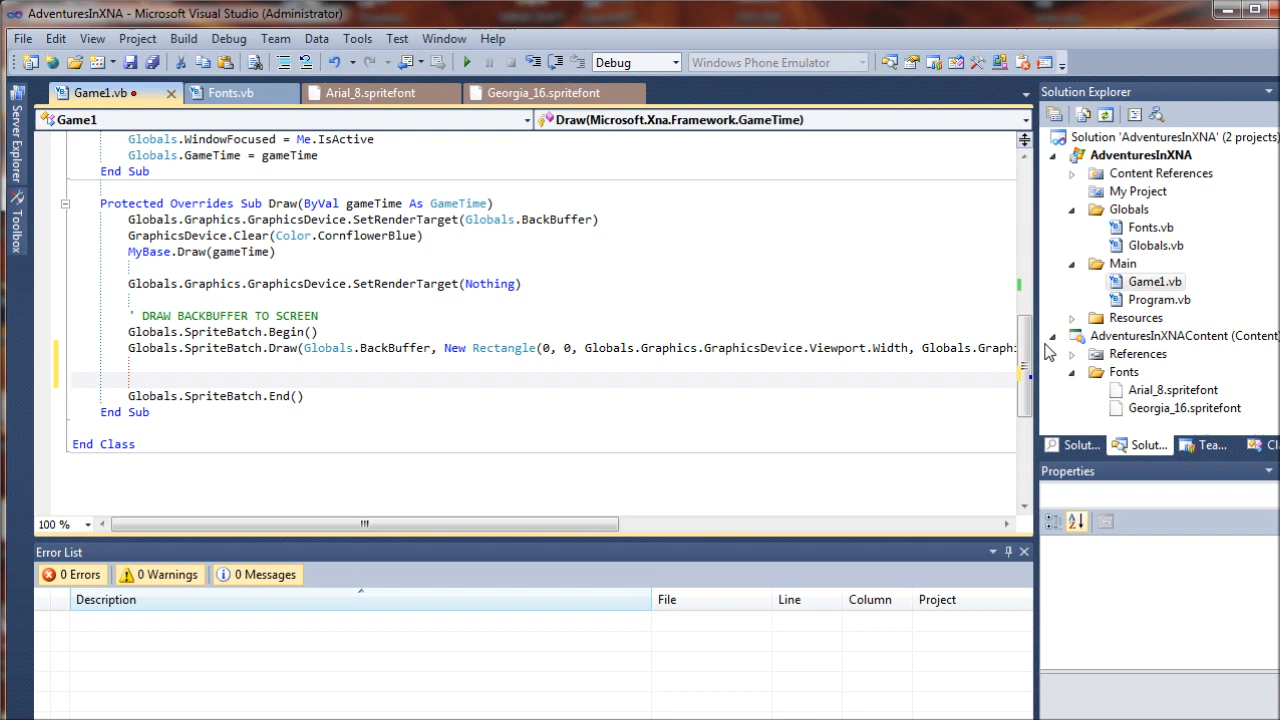 AdventuresInXNA - Microsoft Visual Studio (Administrator)
File Edit View Project Build Debug Team Data Tools Test Window Help
Debug Windows Phone Emulator
Game1.vb Fonts.vb Arial_8.spritefont Georgia_16.spritefont
Game1 Draw(Microsoft.Xna.Framework.GameTime)
Server Explorer
Toolbox
Globals.WindowFocused = Me.IsActive
Globals.GameTime = gameTime
End Sub
Protected Overrides Sub Draw(ByVal gameTime As GameTime)
Globals.Graphics.GraphicsDevice.SetRenderTarget(Globals.BackBuffer)
GraphicsDevice.Clear(Color.CornflowerBlue)
MyBase.Draw(gameTime)
Globals.Graphics.GraphicsDevice.SetRenderTarget(Nothing)
' DRAW BACKBUFFER TO SCREEN
Globals.SpriteBatch.Begin()
Globals.SpriteBatch.Draw(Globals.BackBuffer, New Rectangle(0, 0, Globals.Graphics.GraphicsDevice.Viewport.Width, Globals.Graphi
Globals.SpriteBatch.End()
End Sub
End Class
100 %
Solution Explorer
Solution 'AdventuresInXNA' (2 projects)
AdventuresInXNA
Content References
My Project
Globals
Fonts.vb
Globals.vb
Main
Game1.vb
Program.vb
Resources
AdventuresInXNAContent (Content)
References
Fonts
Arial_8.spritefont
Georgia_16.spritefont
Solut... Solut... Tea... Cl
Properties
Error List
0 Errors 0 Warnings 0 Messages
Description File Line Column Project